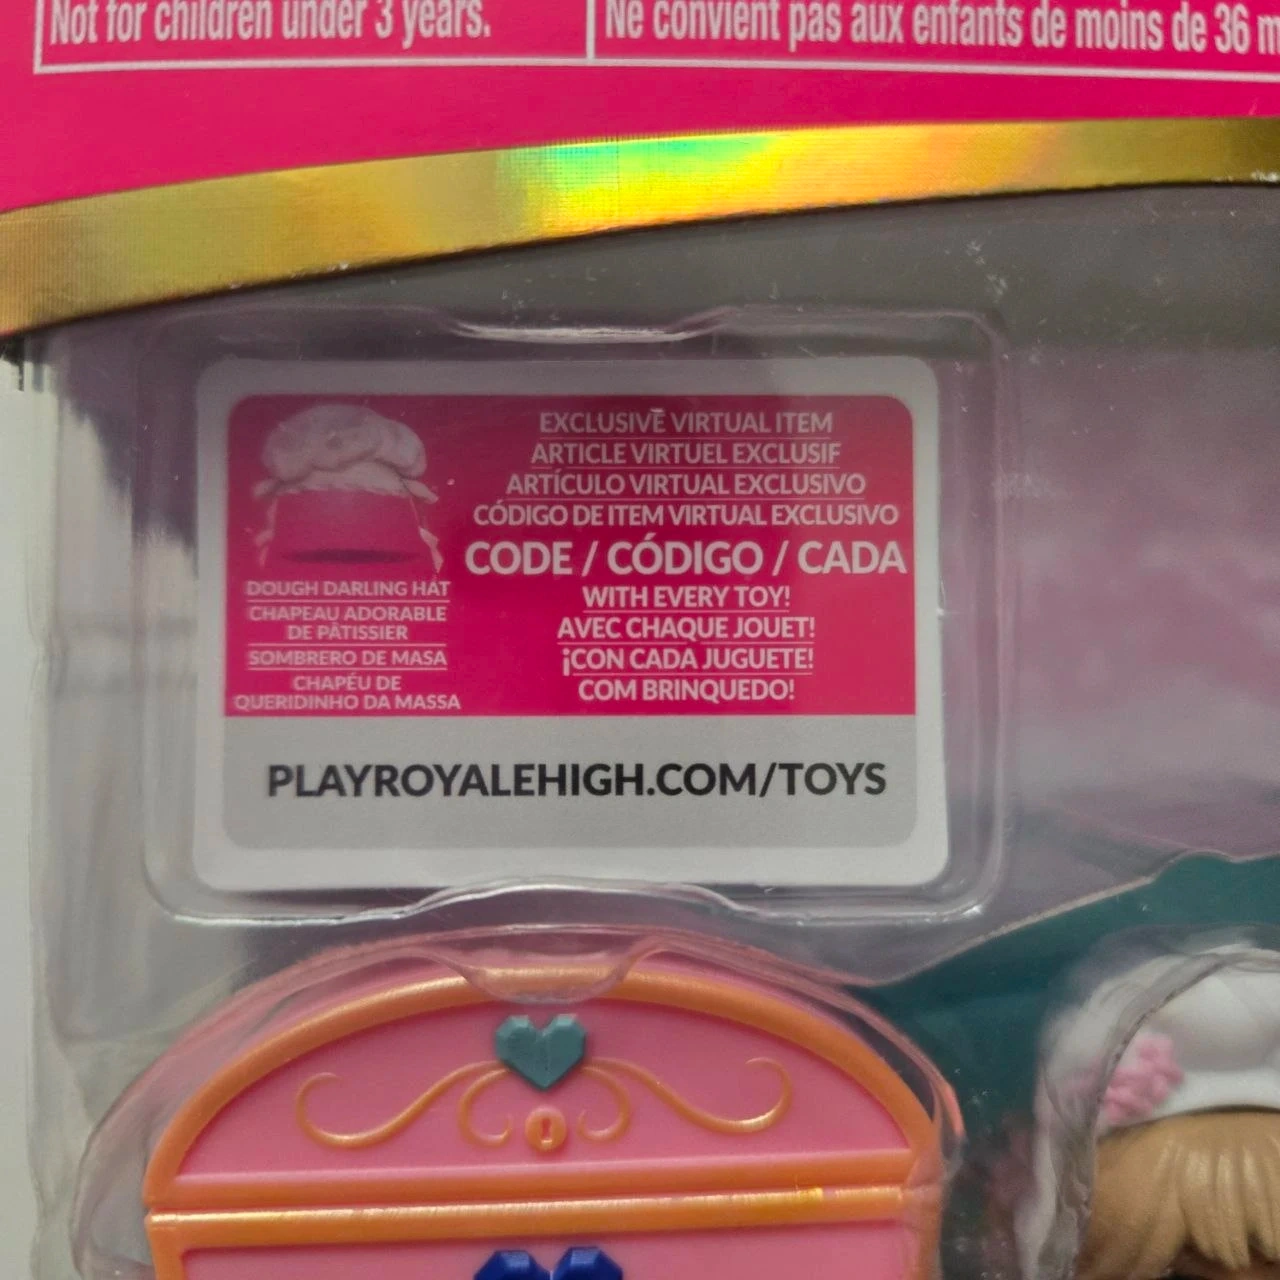 Not for children under 3 years.
Ne convient pas aux enfants de moins de 36 m
EXCLUSIVE VIRTUAL ITEM
ARTICLE VIRTUEL EXCLUSIF
ARTÍCULO VIRTUAL EXCLUSIVO
CÓDIGO DE ITEM VIRTUAL EXCLUSIVO
CODE / CÓDIGO / CADA
WITH EVERY TOY!
AVEC CHAQUE JOUET!
¡CON CADA JUGUETE!
COM BRINQUEDO!
DOUGH DARLING HAT
CHAPEAU ADORABLE
DE PÂTISSIER
SOMBRERO DE MASA
CHAPÉU DE
QUERIDINHO DA MASSA
PLAYROYALEHIGH.COM/TOYS